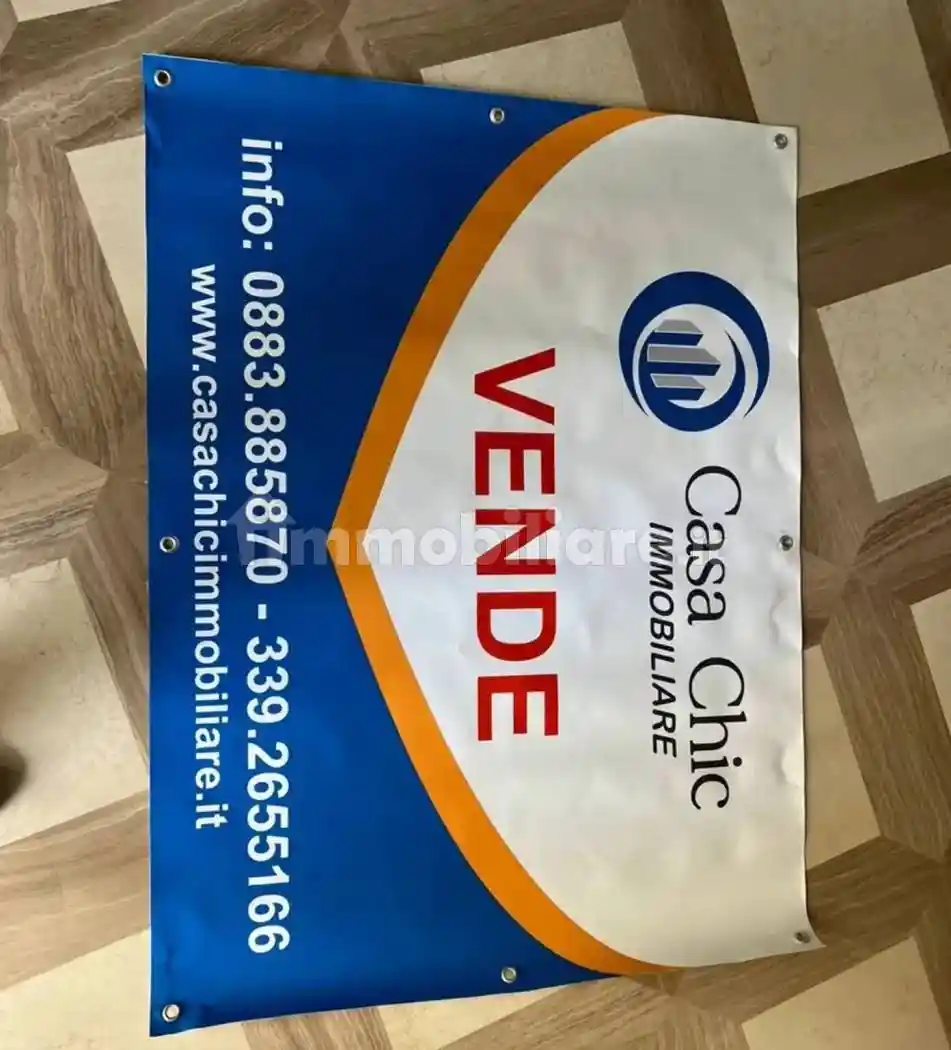 Casa Chic
IMMOBILIARE
VENDE
info: 0883.885870 - 339.2655166
www.casachicimmobiliare.it
immobiliare.it